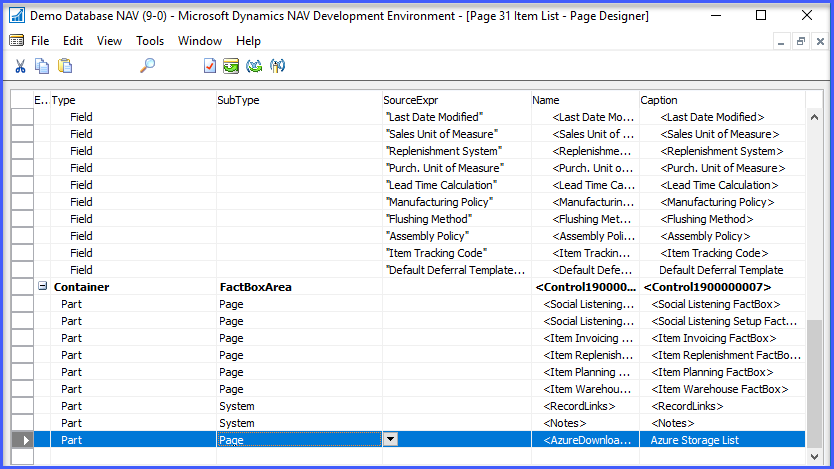 Demo Database NAV (9-0) - Microsoft Dynamics NAV Development Environment - [Page 31 Item List - Page Designer]
File Edit View Tools Window Help
E... Type SubType SourceExpr Name Caption
Field "Last Date Modified" <Last Date Mo... <Last Date Modified>
Field "Sales Unit of Measure" <Sales Unit of ... <Sales Unit of Measure>
Field "Replenishment System" <Replenishme... <Replenishment System>
Field "Purch. Unit of Measure" <Purch. Unit o... <Purch. Unit of Measure>
Field "Lead Time Calculation" <Lead Time Ca... <Lead Time Calculation>
Field "Manufacturing Policy" <Manufacturin... <Manufacturing Policy>
Field "Flushing Method" <Flushing Met... <Flushing Method>
Field "Assembly Policy" <Assembly Poli... <Assembly Policy>
Field "Item Tracking Code" <Item Trackin... <Item Tracking Code>
Field "Default Deferral Template... <Default Defe... Default Deferral Template
Container FactBoxArea <Control190000... <Control1900000007>
Part Page <Social Listening ... <Social Listening FactBox>
Part Page <Social Listening... <Social Listening Setup Fact...
Part Page <Item Invoicing ... <Item Invoicing FactBox>
Part Page <Item Replenish... <Item Replenishment FactBo...
Part Page <Item Planning ... <Item Planning FactBox>
Part Page <Item Warehou... <Item Warehouse FactBox>
Part System <RecordLinks> <RecordLinks>
Part System <Notes> <Notes>
Part Page <AzureDownloa... Azure Storage List